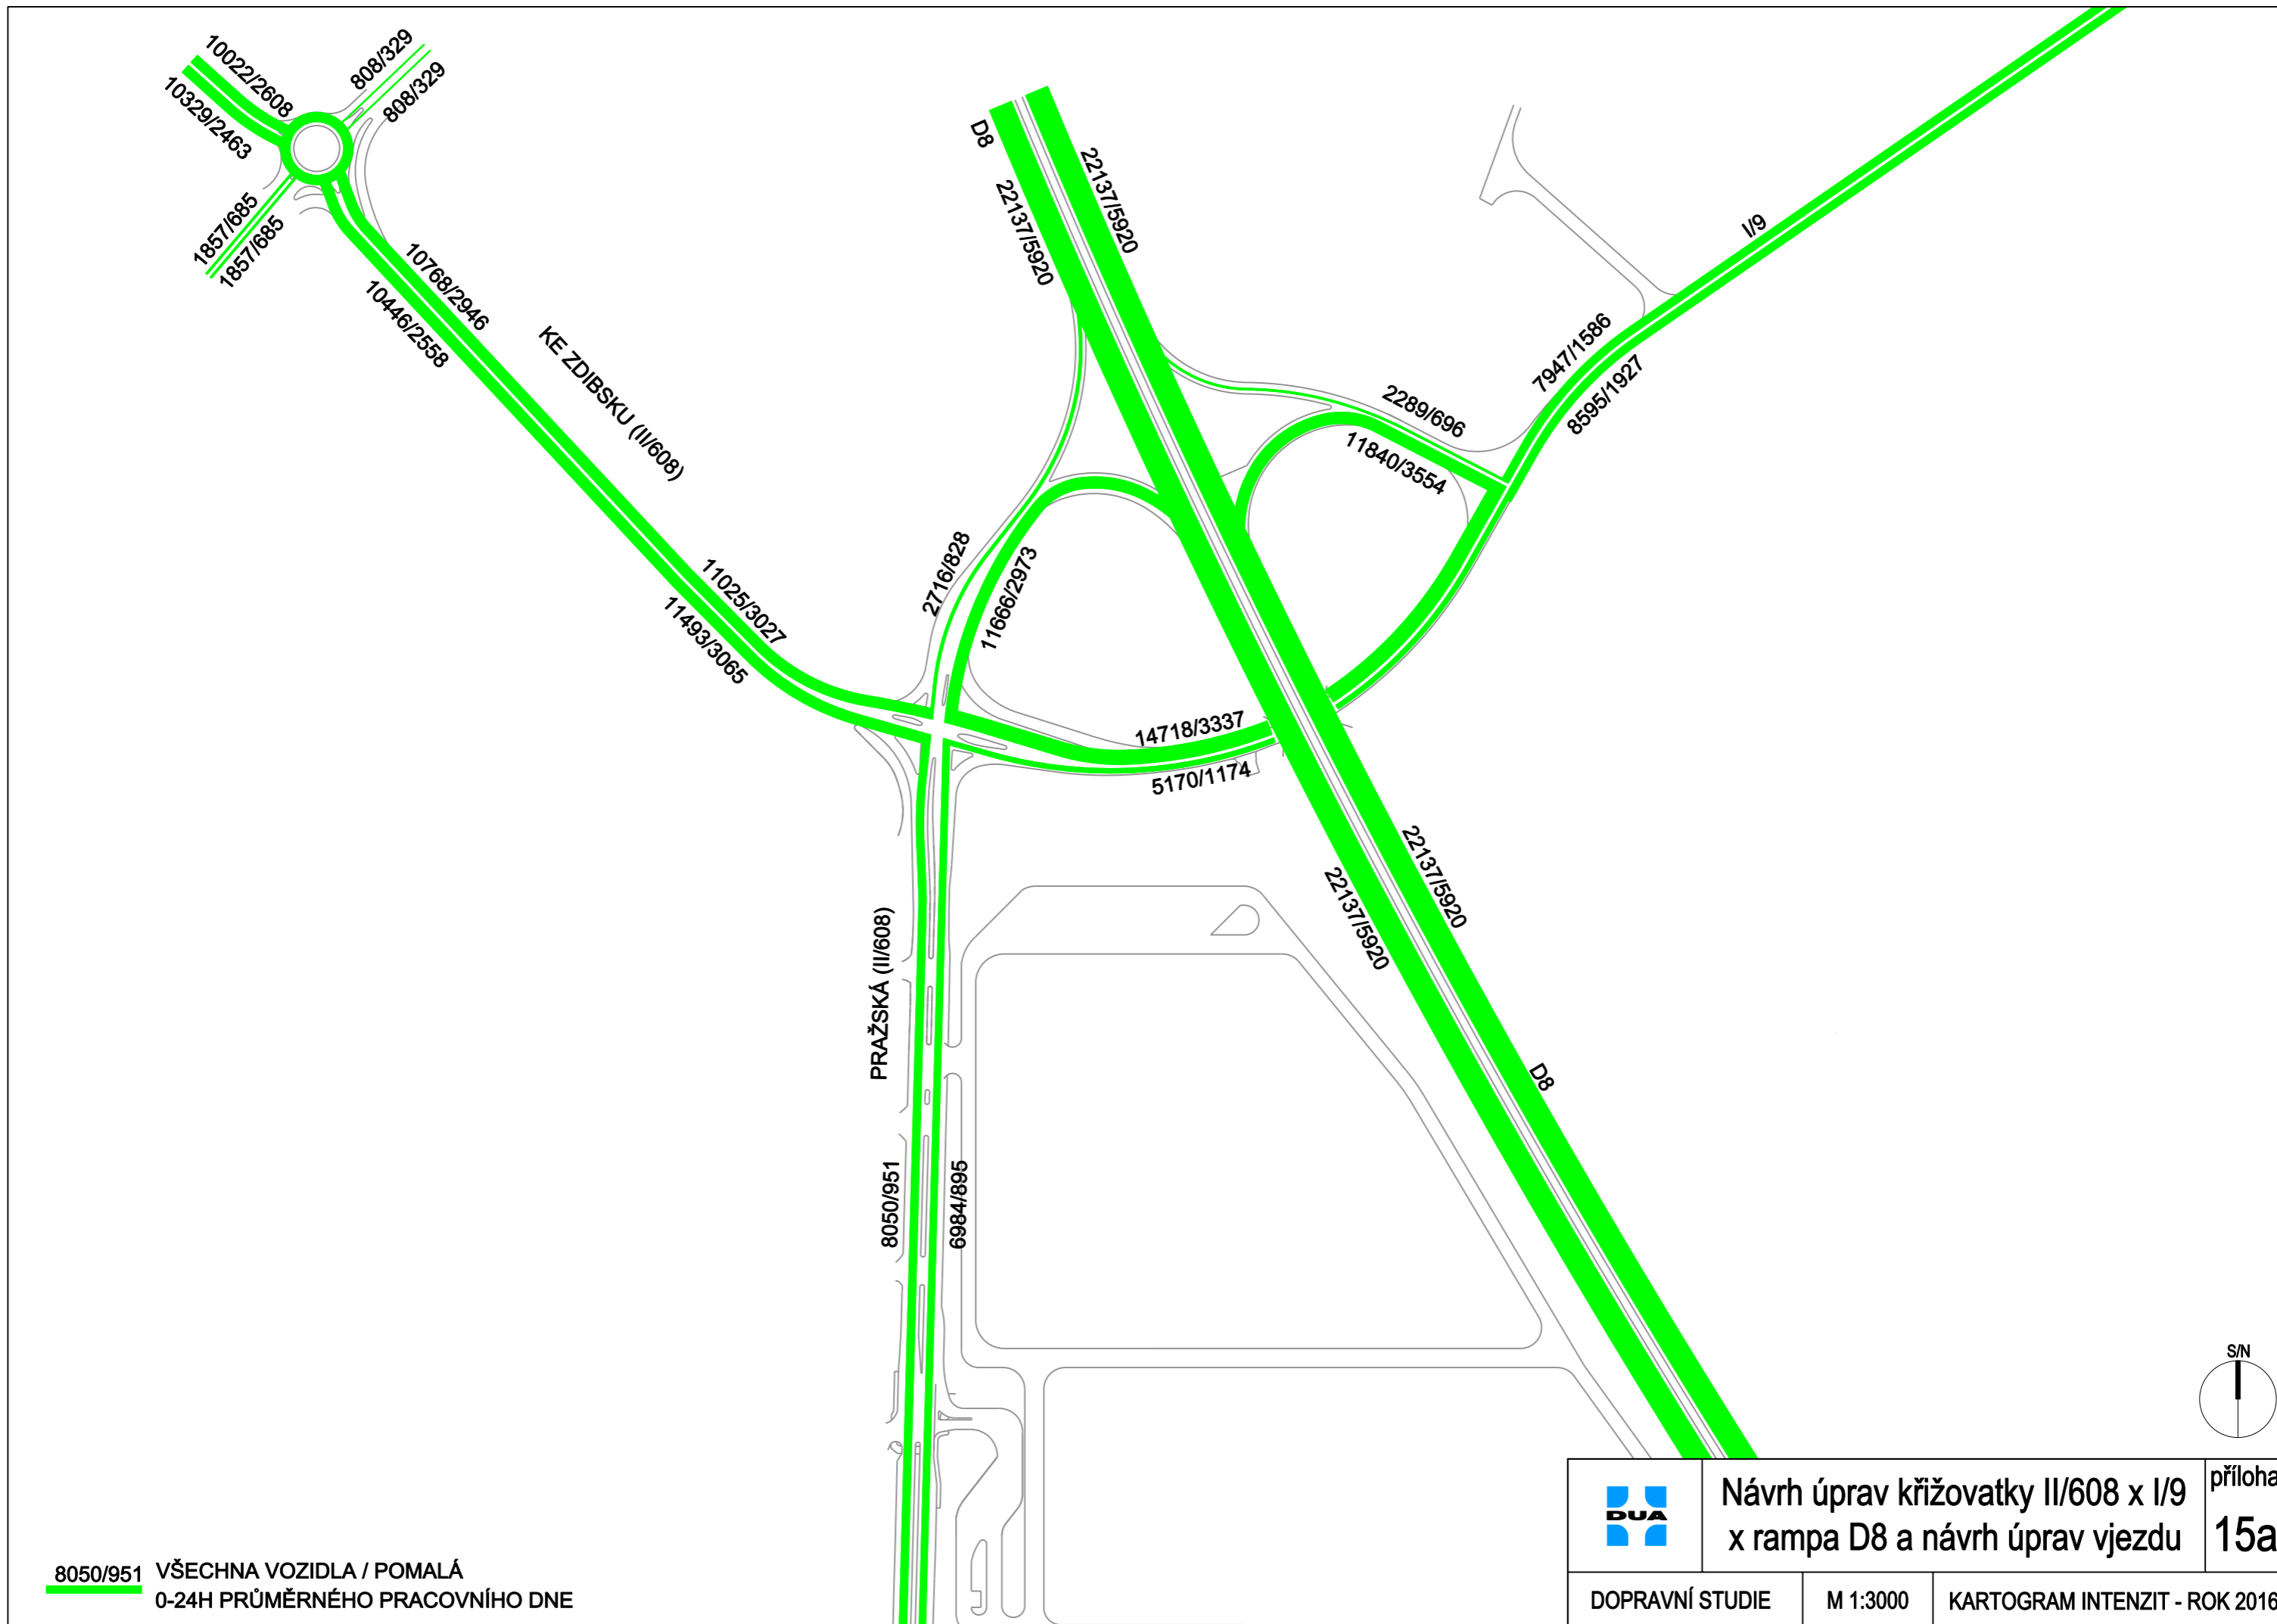 10022/2608
10329/2463
808/329
808/329
1857/685
1857/685
10768/2946
10446/2558
KE ZDIBSKU (II/608)
11025/3027
11493/3065
D8
22137/5920
22137/5920
I/9
7947/1586
8595/1927
2289/696
11840/3554
2716/828
11666/2973
14718/3337
5170/1174
22137/5920
22137/5920
D8
PRAŽSKÁ (II/608)
8050/951
6984/895
S/N
8050/951 VŠECHNA VOZIDLA / POMALÁ
0-24H PRŮMĚRNÉHO PRACOVNÍHO DNE
DUA
Návrh úprav křižovatky II/608 x I/9
x rampa D8 a návrh úprav vjezdu
příloha
15a
DOPRAVNÍ STUDIE
M 1:3000
KARTOGRAM INTENZIT - ROK 2016